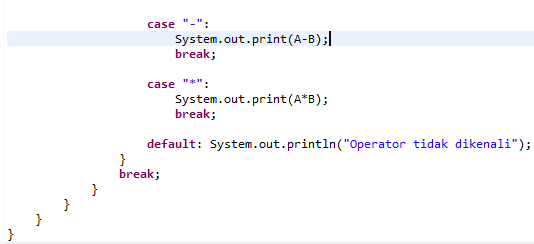 case "-":
System.out.print(A-B);
break;
case "*":
System.out.print(A*B);
break;
default: System.out.println("Operator tidak dikenali");
}
break;
}
}
}
}